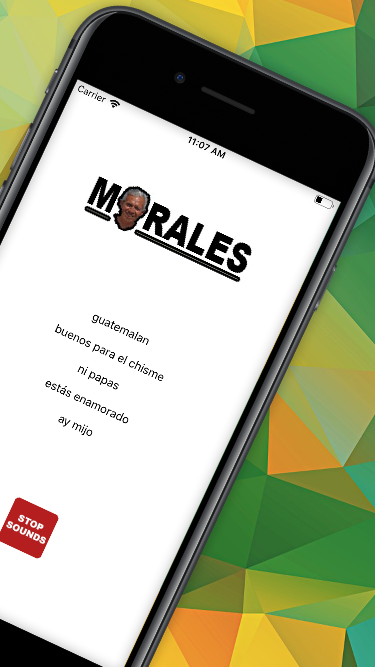 Carrier
11:07 AM
MORALES
guatemalan
buenos para el chisme
ni papas
estás enamorado
ay mijo
STOP
SOUNDS